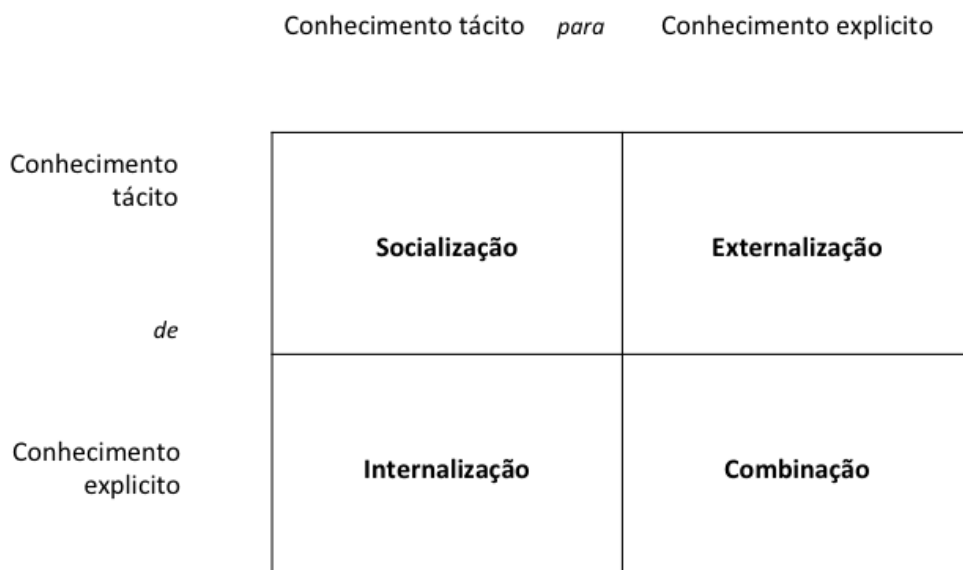 Conhecimento tácito para Conhecimento explicito
Conhecimento
tácito
Socialização Externalização
de
Conhecimento
explicito
Internalização Combinação